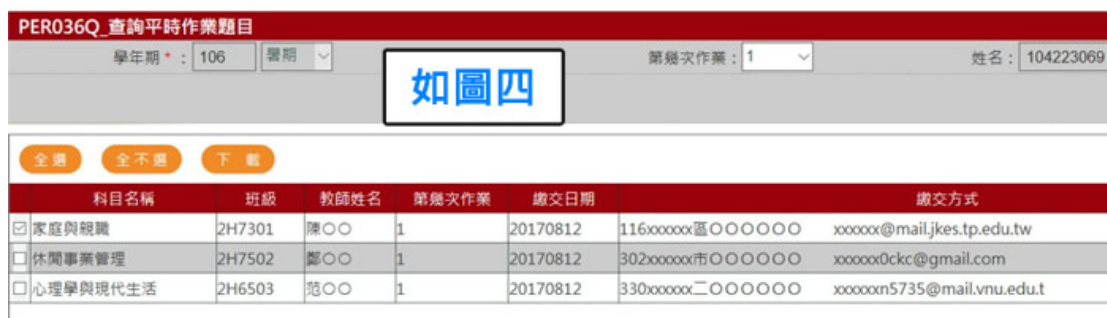 PER036Q_查詢平時作業題目
學年期*： 106 暑期 第幾次作業：1 姓名： 104223069
如圖四
全選 全不選 下 載
科目名稱 班級 教師姓名 第幾次作業 繳交日期 繳交方式
家庭與親職 2H7301 陳○○ 1 20170812 116xxxxxx區○○○○○○ xxxxxx@mail.jkes.tp.edu.tw
休閒事業管理 2H7502 鄭○○ 1 20170812 302xxxxxx市○○○○○○ xxxxxx0ckc@gmail.com
心理學與現代生活 2H6503 范○○ 1 20170812 330xxxxxx二○○○○○○ xxxxxxn5735@mail.vnu.edu.t